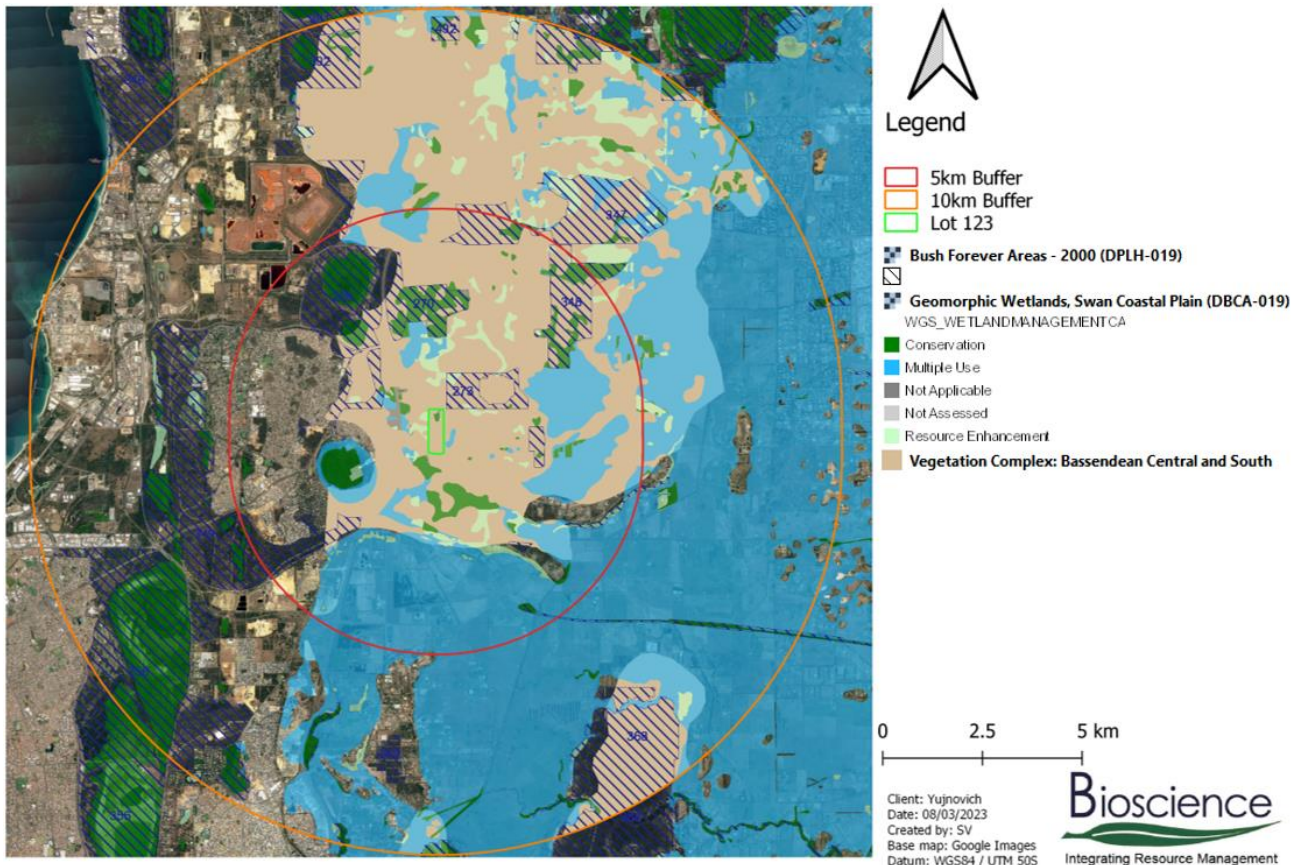 Legend
5km Buffer
10km Buffer
Lot 123
Bush Forever Areas - 2000 (DPLH-019)
Geomorphic Wetlands, Swan Coastal Plain (DBCA-019)
WGS_WETLANDMANAGEMENTCA
Conservation
Multiple Use
Not Applicable
Not Assessed
Resource Enhancement
Vegetation Complex: Bassendean Central and South
492
347
348
270
273
368
356
0 2.5 5 km
Client: Yujnovich
Date: 08/03/2023
Created by: SV
Base map: Google Images
Datum: WGS84 / UTM 50S
Bioscience
Integrating Resource Management